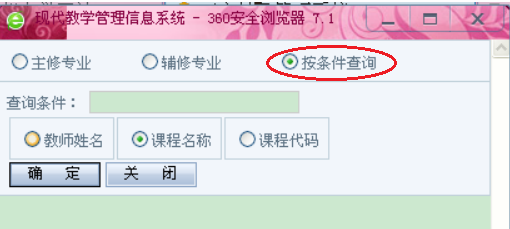 现代教学管理信息系统 - 360安全浏览器 7.1
主修专业 辅修专业 按条件查询
查询条件：
教师姓名 课程名称 课程代码
确 定 关 闭